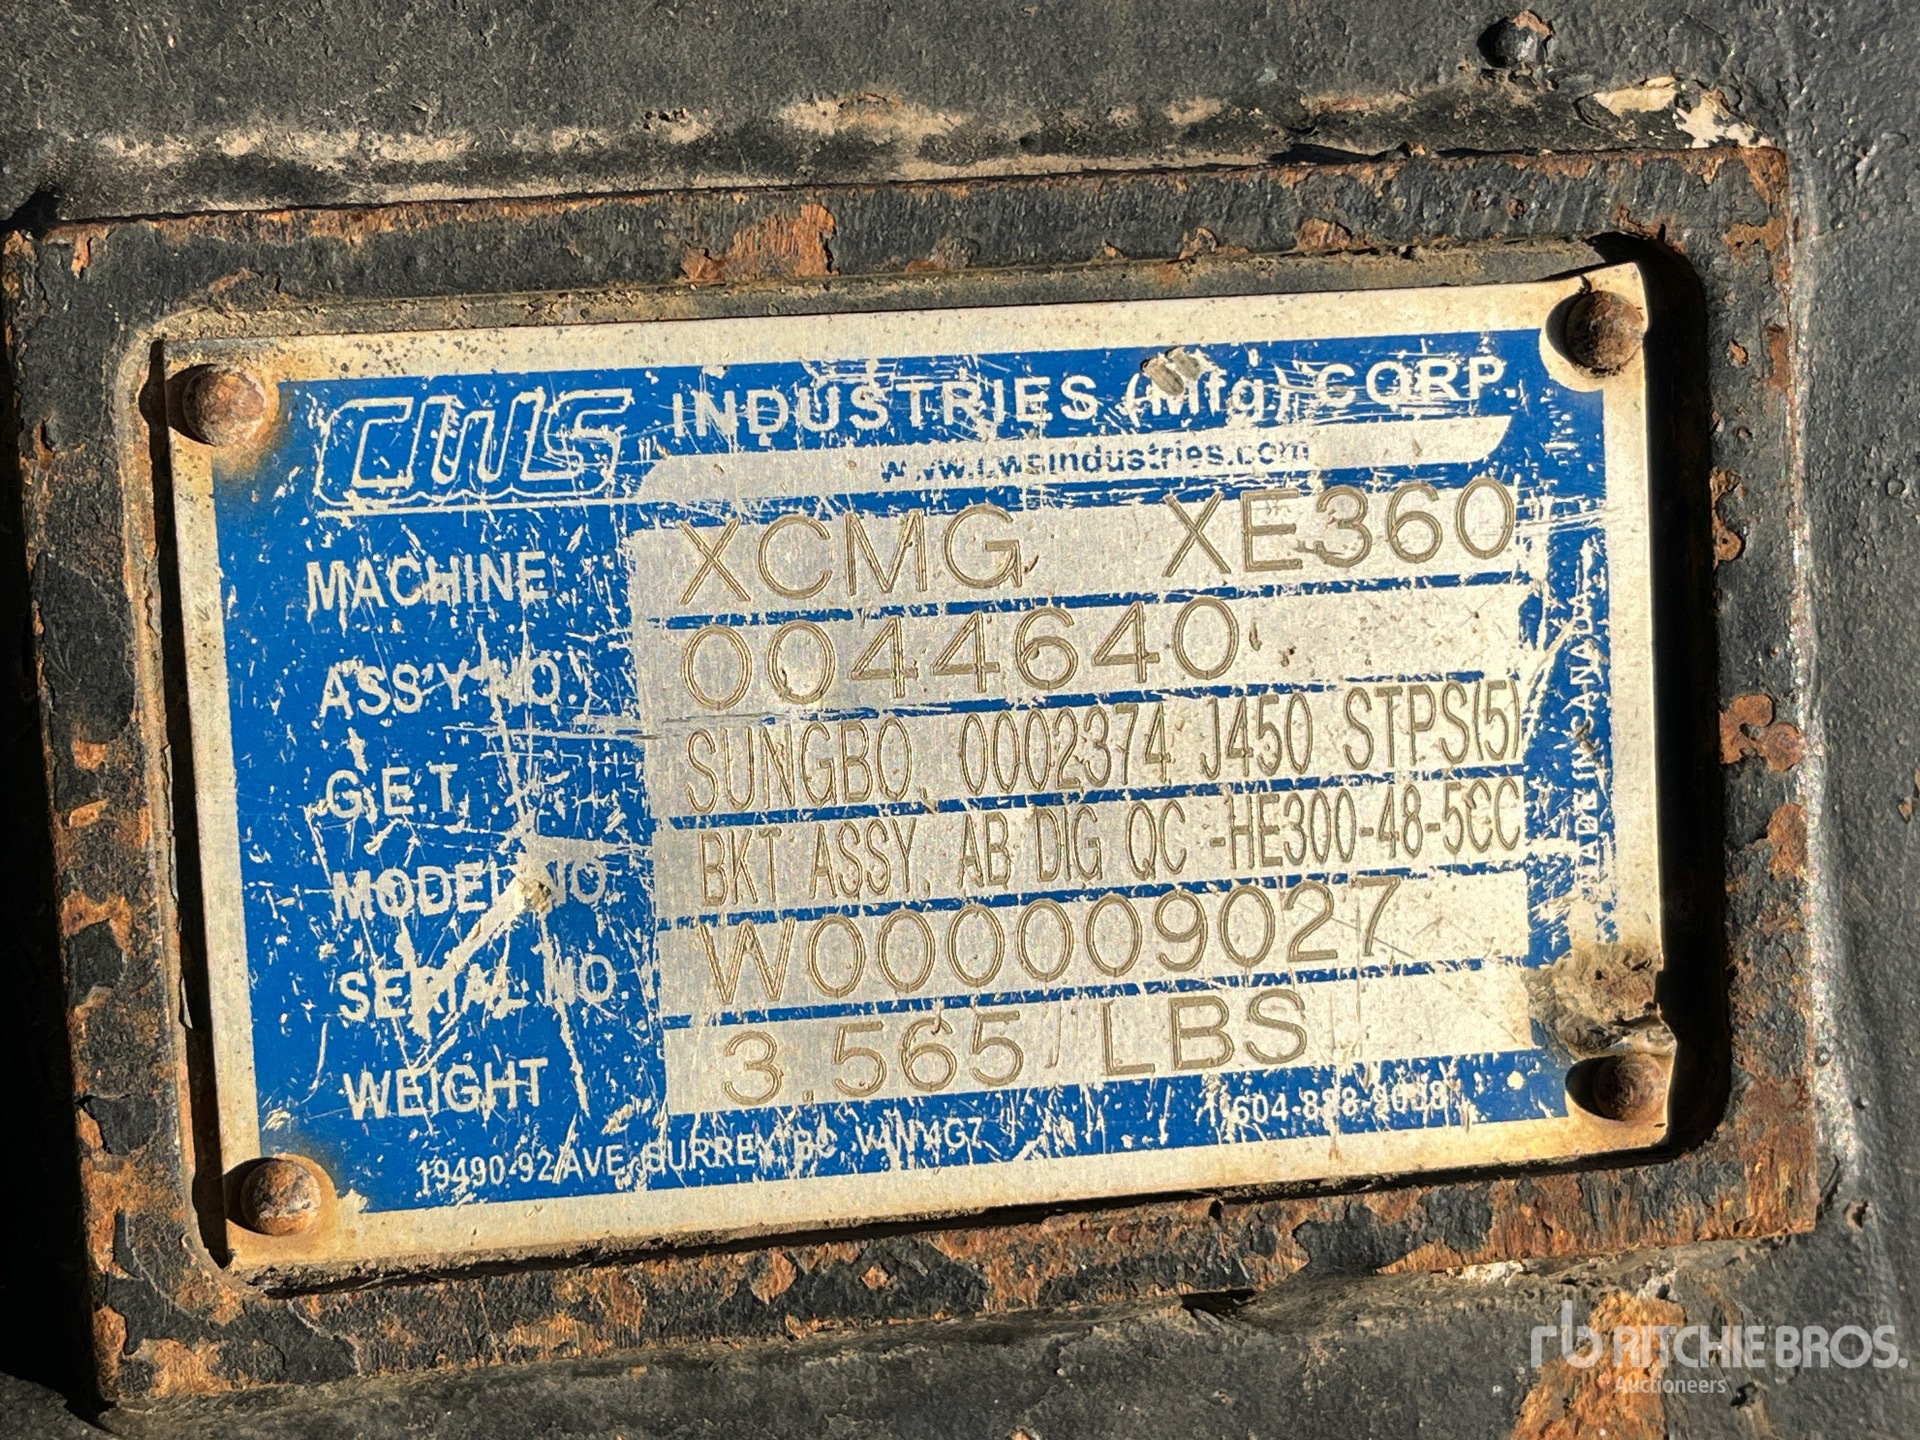 CWS INDUSTRIES (Mfg) CORP.
www.cwsindustries.com
MACHINE XCMG XE360
ASS'Y NO. 0044640
G.E.T. SUNGBO, 0002374 J450 STPS(5)
MODEL NO. BKT ASSY, AB DIG QC -HE300-48-5CC
SERIAL NO. W000009027
WEIGHT 3,565 LBS
19490-92 AVE, SURREY, BC, V4N 4G7 1-604-888-9008
MADE IN CANADA
rb RITCHIE BROS.
Auctioneers